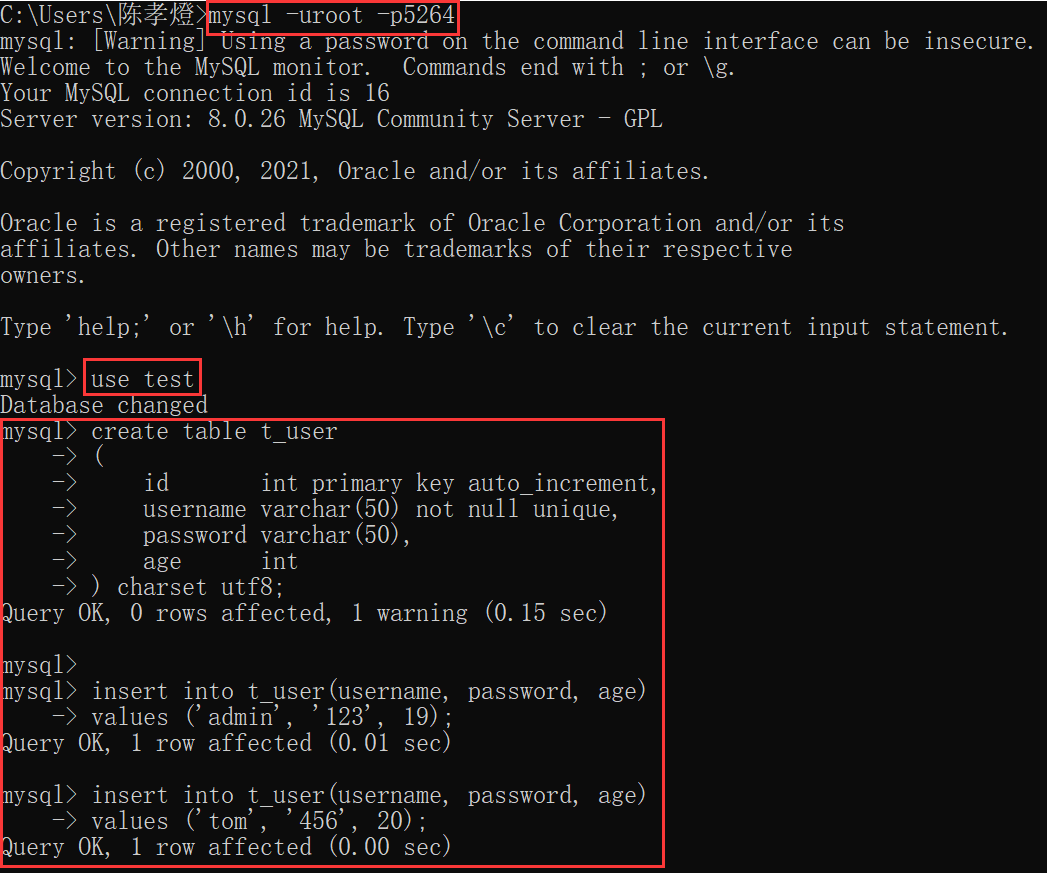 C:\Users\陈孝燈>mysql -uroot -p5264
mysql: [Warning] Using a password on the command line interface can be insecure.
Welcome to the MySQL monitor.  Commands end with ; or \g.
Your MySQL connection id is 16
Server version: 8.0.26 MySQL Community Server - GPL
Copyright (c) 2000, 2021, Oracle and/or its affiliates.
Oracle is a registered trademark of Oracle Corporation and/or its
affiliates. Other names may be trademarks of their respective
owners.
Type 'help;' or '\h' for help. Type '\c' to clear the current input statement.
mysql> use test
Database changed
mysql> create table t_user
    -> (
    ->     id       int primary key auto_increment,
    ->     username varchar(50) not null unique,
    ->     password varchar(50),
    ->     age      int
    -> ) charset utf8;
Query OK, 0 rows affected, 1 warning (0.15 sec)
mysql>
mysql> insert into t_user(username, password, age)
    -> values ('admin', '123', 19);
Query OK, 1 row affected (0.01 sec)
mysql> insert into t_user(username, password, age)
    -> values ('tom', '456', 20);
Query OK, 1 row affected (0.00 sec)